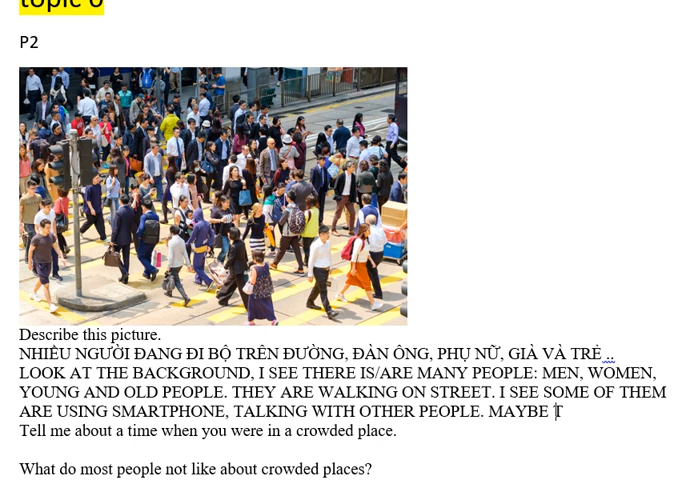 topic 6
P2
Describe this picture.
NHIỀU NGƯỜI ĐANG ĐI BỘ TRÊN ĐƯỜNG, ĐÀN ÔNG, PHỤ NỮ, GIẢ VÀ TRẺ ..
LOOK AT THE BACKGROUND, I SEE THERE IS/ARE MANY PEOPLE: MEN, WOMEN,
YOUNG AND OLD PEOPLE. THEY ARE WALKING ON STREET. I SEE SOME OF THEM
ARE USING SMARTPHONE, TALKING WITH OTHER PEOPLE. MAYBE T
Tell me about a time when you were in a crowded place.
What do most people not like about crowded places?